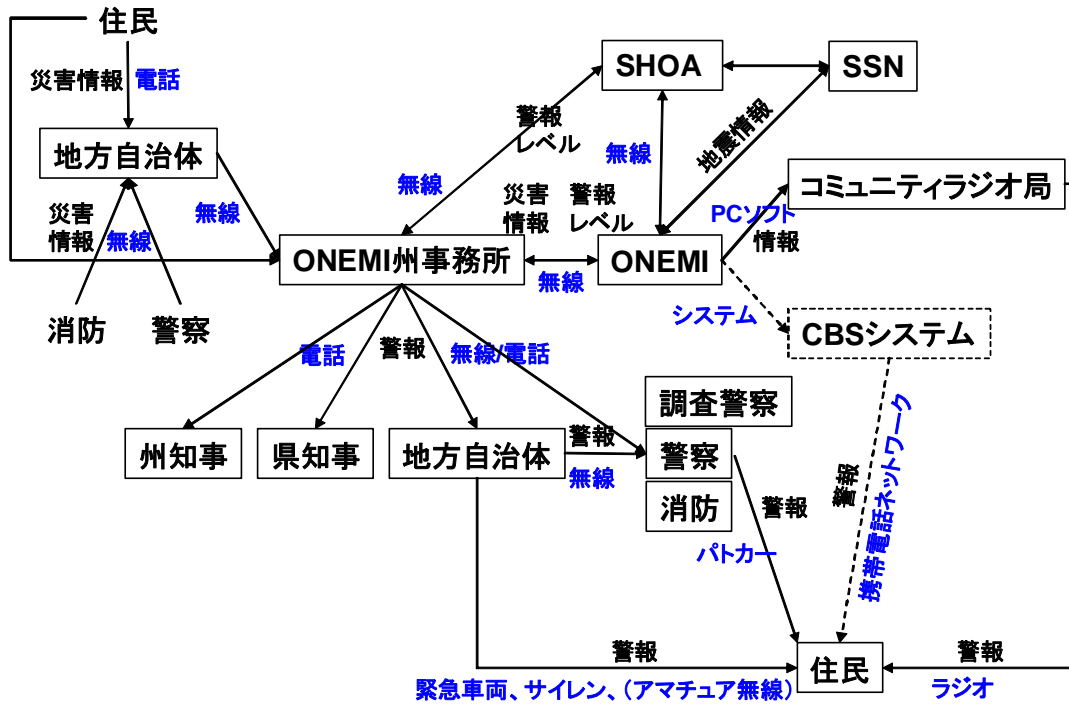 住民
災害情報 電話
地方自治体
災害
情報 無線
消防 警察
無線
SHOA
SSN
警報
レベル
無線
無線
地震情報
コミュニティラジオ局
災害
情報
警報
レベル
PCソフト
情報
ONEMI州事務所
無線
ONEMI
システム
CBSシステム
電話 警報 無線/電話
調査警察
州知事 県知事 地方自治体
警報
無線
警察
消防
警報
パトカー
警報
携帯電話ネットワーク
警報
緊急車両、サイレン、(アマチュア無線)
住民
警報
ラジオ